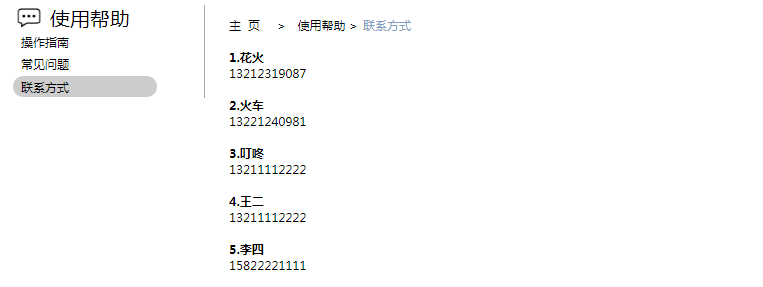 使用帮助
操作指南
常见问题
联系方式
主 页 > 使用帮助 > 联系方式
1.花火
13212319087
2.火车
13221240981
3.叮咚
13211112222
4.王二
13211112222
5.李四
15822221111